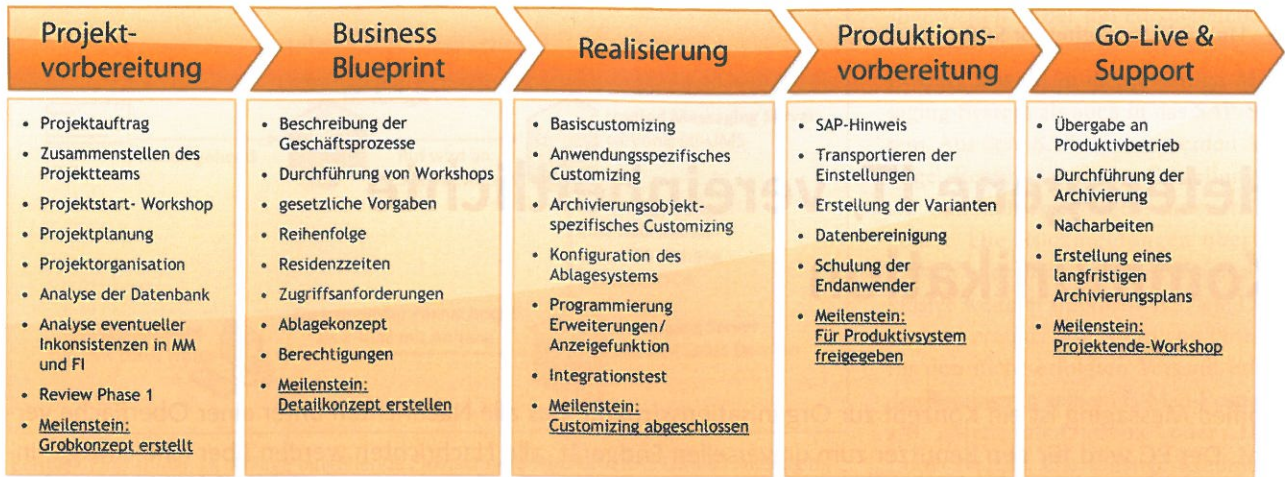 Projekt-
vorbereitung
Business
Blueprint
Realisierung
Produktions-
vorbereitung
Go-Live &
Support
• Projektauftrag
• Zusammenstellen des
Projektteams
• Projektstart- Workshop
• Projektplanung
• Projektorganisation
• Analyse der Datenbank
• Analyse eventueller
Inkonsistenzen in MM
und FI
• Review Phase 1
• Meilenstein:
Grobkonzept erstellt
• Beschreibung der
Geschäftsprozesse
• Durchführung von Workshops
• gesetzliche Vorgaben
• Reihenfolge
• Residenzzeiten
• Zugriffsanforderungen
• Ablagekonzept
• Berechtigungen
• Meilenstein:
Detailkonzept erstellen
• Basiscustomizing
• Anwendungsspezifisches
Customizing
• Archivierungsobjekt-
spezifisches Customizing
• Konfiguration des
Ablagesystems
• Programmierung
Erweiterungen/
Anzeigefunktion
• Integrationstest
• Meilenstein:
Customizing abgeschlossen
• SAP-Hinweis
• Transportieren der
Einstellungen
• Erstellung der Varianten
• Datenbereinigung
• Schulung der
Endanwender
• Meilenstein:
Für Produktivsystem
freigegeben
• Übergabe an
Produktivbetrieb
• Durchführung der
Archivierung
• Nacharbeiten
• Erstellung eines
langfristigen
Archivierungsplans
• Meilenstein:
Projektende-Workshop